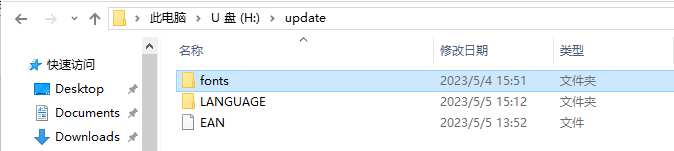 此电脑 › U 盘 (H:) › update
名称 修改日期 类型
快速访问
fonts 2023/5/4 15:51 文件夹
Desktop
LANGUAGE 2023/5/5 15:12 文件夹
Documents
EAN 2023/5/5 13:52 文件
Downloads